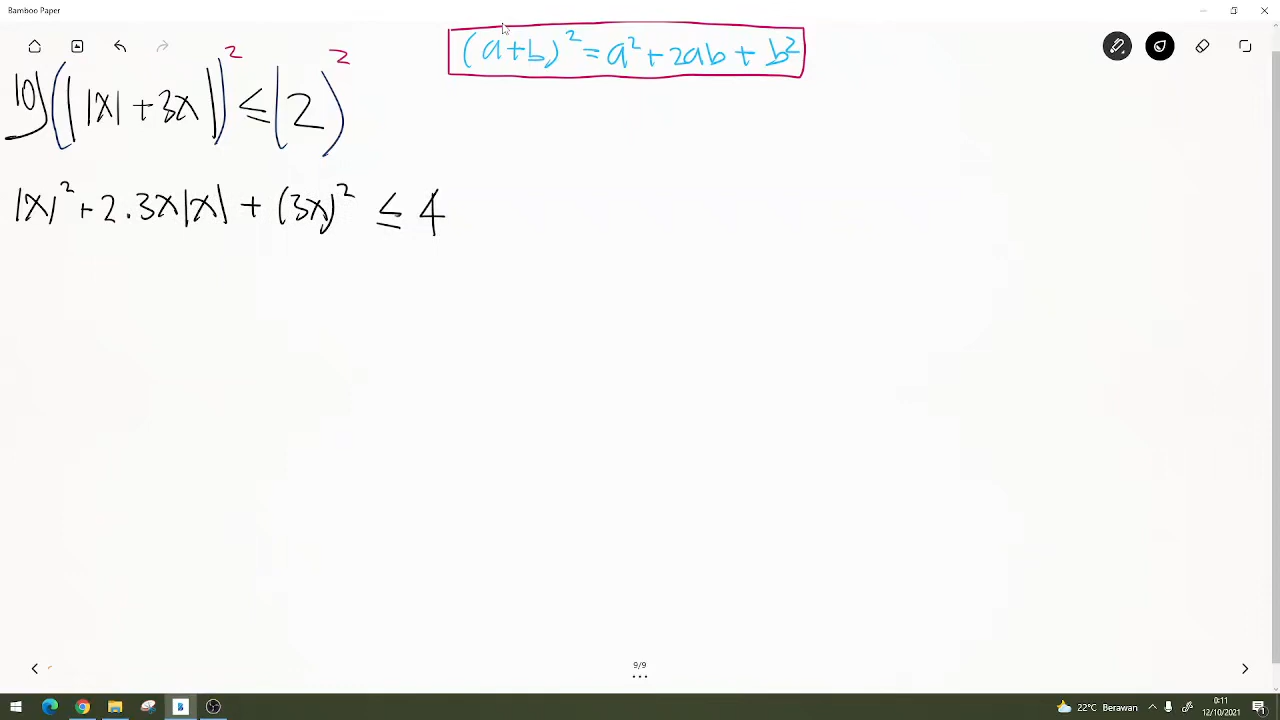 Bamboo Paper
(a+b)² = a² + 2ab + b²
10) (||x| + 3x|)² ≤ (2)²
|x|² + 2.3x|x| + (3x)² ≤ 4
9/9
22°C Berawan
0:11
12/10/2021